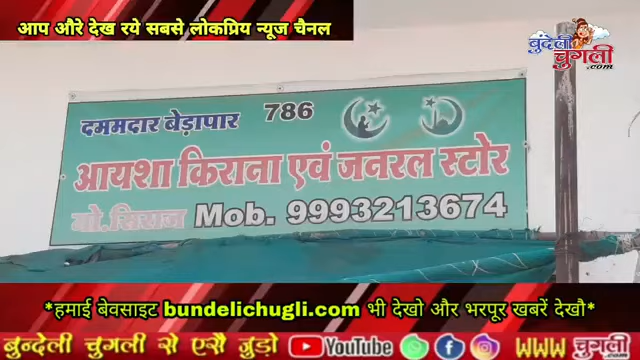 आप औरे देख रये सबसे लोकप्रिय न्यूज चैनल
बुन्देली चुगली .com
दममदार बेड़ापार 786
आयशा किराना एवं जनरल स्टोर
मो.सिराज Mob. 9993213674
*हमाई बेवसाइट bundelichugli.com भी देखो और भरपूर खबरें देखौ*
बुन्देली चुगली से एसै जुड़ो YouTube WWW चुगली .com